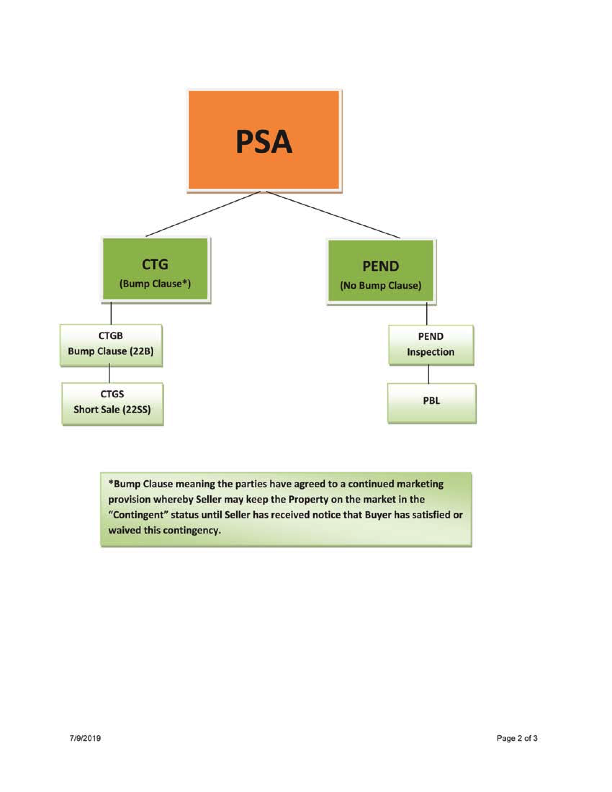 PSA
CTG
(Bump Clause*)
PEND
(No Bump Clause)
CTGB
Bump Clause (22B)
PEND
Inspection
CTGS
Short Sale (22SS)
PBL
*Bump Clause meaning the parties have agreed to a continued marketing
provision whereby Seller may keep the Property on the market in the
“Contingent” status until Seller has received notice that Buyer has satisfied or
waived this contingency.
7/9/2019
Page 2 of 3